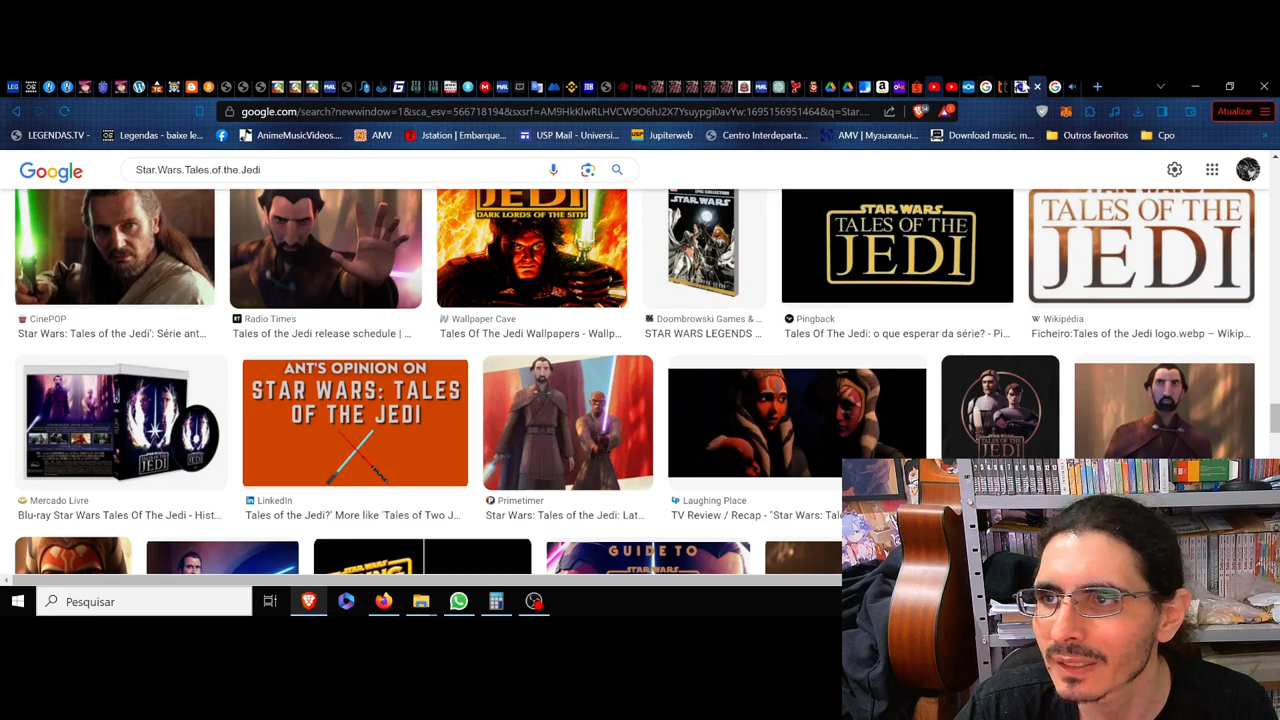 google.com/search?newwindow=1&sca_esv=566718194&sxsrf=AM9HkKlwRLHVCW9O6hJ2X7Ysuypgi0avYw:1695156951464&q=Star....
Atualizar
LEGENDAS.TV -
Legendas - baixe le...
AnimeMusicVideos....
AMV
Jstation | Embarque...
USP Mail - Universi...
Jupiterweb
Centro Interdeparta...
AMV | Музыкальн...
Download music, m...
Outros favoritos
Cpo
Google
Star.Wars.Tales.of.the.Jedi
JEDI
DARK LORDS OF THE SITH
STAR WARS
STAR WARS
TALES OF THE
JEDI
TALES OF THE
JEDI
CinePOP
Star Wars: Tales of the Jedi': Série ant...
Radio Times
Tales of the Jedi release schedule | ...
Wallpaper Cave
Tales Of The Jedi Wallpapers - Wallp...
Doombrowski Games & ...
STAR WARS LEGENDS ...
Pingback
Tales Of The Jedi: o que esperar da série? - Pi...
Wikipédia
Ficheiro:Tales of the Jedi logo.webp – Wikip...
JEDI
ANT'S OPINION ON
STAR WARS: TALES
OF THE JEDI
JEDI
Mercado Livre
Blu-ray Star Wars Tales Of The Jedi - Hist...
LinkedIn
Tales of the Jedi?' More like 'Tales of Two J...
Primetimer
Star Wars: Tales of the Jedi: Lat...
Laughing Place
TV Review / Recap - "Star Wars: Tal
GUIDE TO
Pesquisar